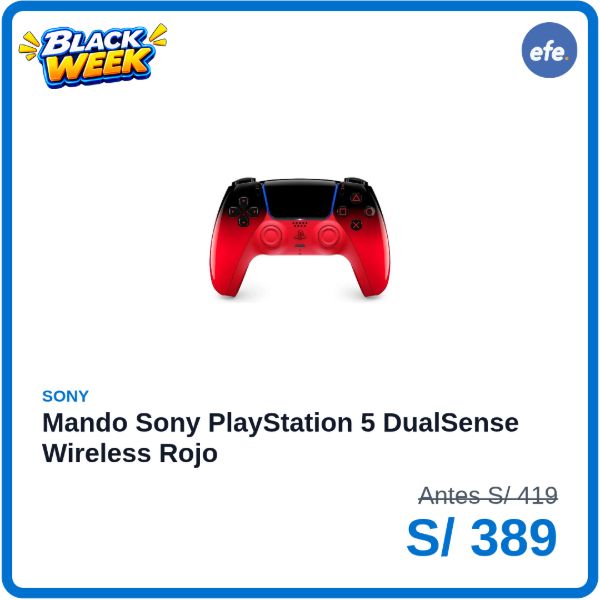 BLACK
WEEK
efe.
SONY
Mando Sony PlayStation 5 DualSense
Wireless Rojo
Antes S/ 419
S/ 389